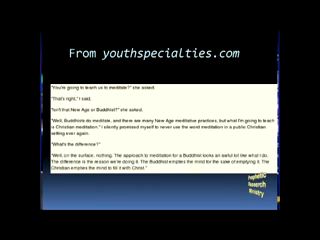 From youthspecialties.com
"You're going to teach us to meditate?" she asked.
"That's right," I said.
"Isn't that New Age or Buddhist?" she asked.
"Well, Buddhists do meditate, and there are many New Age meditative practices, but what I'm going to teach
is Christian meditation." I silently promised myself to never use the word meditation in a public Christian
setting ever again.
"What's the difference?"
"Well, on the surface, nothing. The approach to meditation for a Buddhist looks an awful lot like what I do.
The difference is the reason we're doing it. The Buddhist empties the mind for the sake of emptying it. The
Christian empties the mind to fill it with Christ."
Prophetic
Research
Ministry